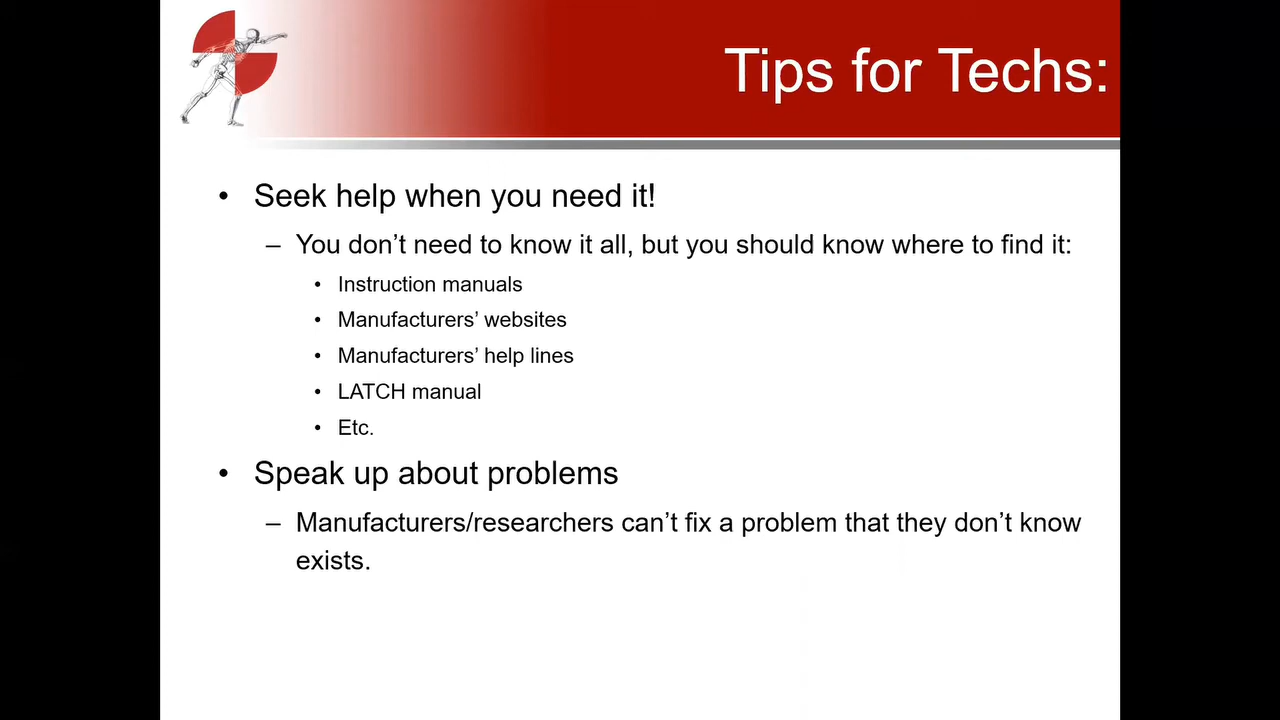 Tips for Techs:
• Seek help when you need it!
– You don’t need to know it all, but you should know where to find it:
• Instruction manuals
• Manufacturers’ websites
• Manufacturers’ help lines
• LATCH manual
• Etc.
• Speak up about problems
– Manufacturers/researchers can’t fix a problem that they don’t know
exists.